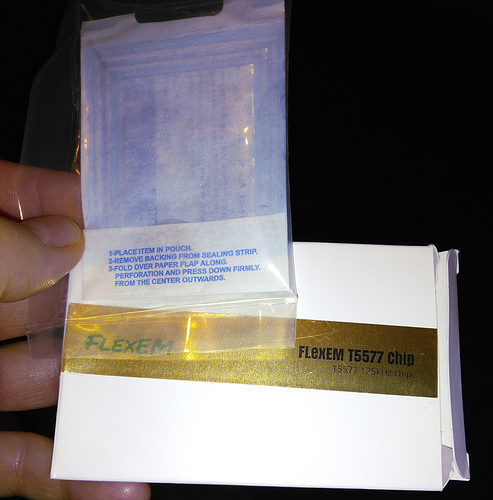 1-PLACE ITEM IN POUCH.
2-REMOVE BACKING FROM SEALING STRIP.
3-FOLD OVER PAPER FLAP ALONG.
PERFORATION AND PRESS DOWN FIRMLY.
FROM THE CENTER OUTWARDS.
FLEXEM
FLeXEM T5577 Chip
T5577 125kHz chip